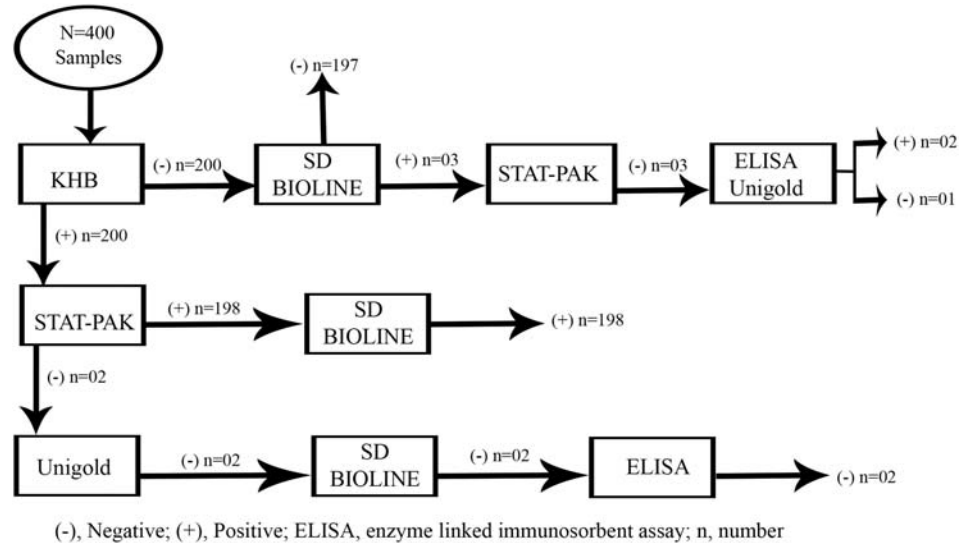 N=400
Samples
(-) n=197
KHB
(-) n=200
SD
BIOLINE
(+) n=03
STAT-PAK
(-) n=03
ELISA
Unigold
(+) n=02
(-) n=01
(+) n=200
STAT-PAK
(+) n=198
SD
BIOLINE
(+) n=198
(-) n=02
Unigold
(-) n=02
SD
BIOLINE
(-) n=02
ELISA
(-) n=02
(-), Negative; (+), Positive; ELISA, enzyme linked immunosorbent assay; n, number